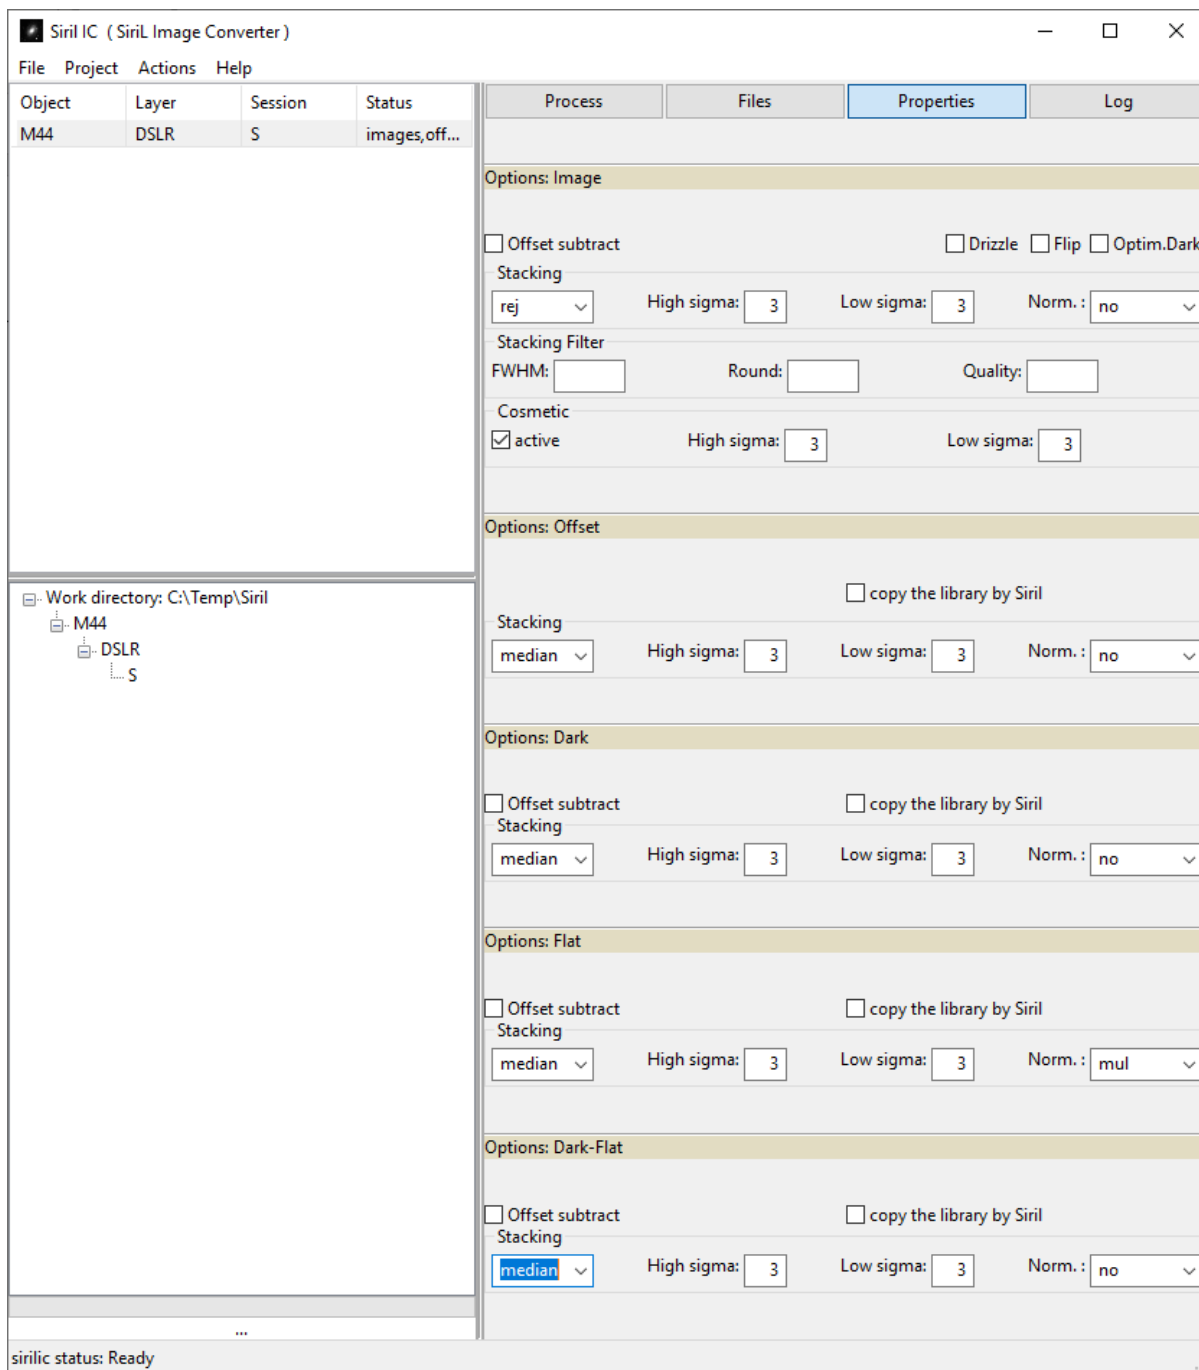 Siril IC ( SiriL Image Converter )
File Project Actions Help
Object Layer Session Status
M44 DSLR S images,off...
Work directory: C:\Temp\Siril
M44
DSLR
S
...
Process Files Properties Log
Options: Image
Offset subtract Drizzle Flip Optim.Dark
Stacking
rej High sigma: 3 Low sigma: 3 Norm. : no
Stacking Filter
FWHM: Round: Quality:
Cosmetic
active High sigma: 3 Low sigma: 3
Options: Offset
copy the library by Siril
Stacking
median High sigma: 3 Low sigma: 3 Norm. : no
Options: Dark
Offset subtract copy the library by Siril
Stacking
median High sigma: 3 Low sigma: 3 Norm. : no
Options: Flat
Offset subtract copy the library by Siril
Stacking
median High sigma: 3 Low sigma: 3 Norm. : mul
Options: Dark-Flat
Offset subtract copy the library by Siril
Stacking
median High sigma: 3 Low sigma: 3 Norm. : no
sirilic status: Ready